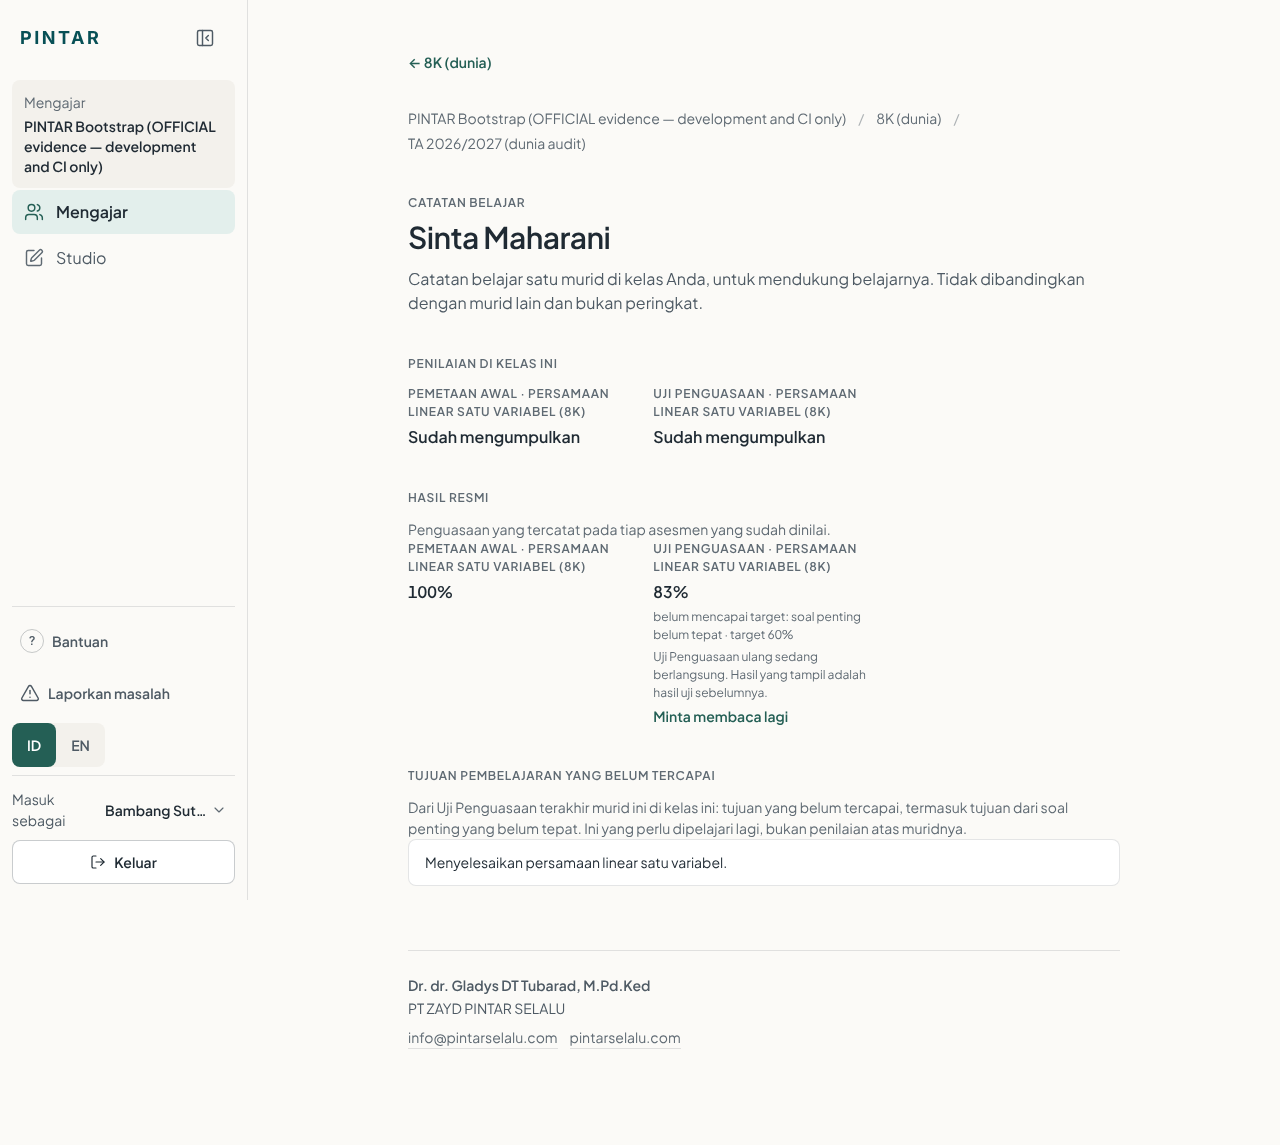 PINTAR
Mengajar
PINTAR Bootstrap (OFFICIAL
evidence — development
and CI only)
Mengajar
Studio
? Bantuan
Laporkan masalah
ID EN
Masuk
sebagai
Bambang Sut…
Keluar
← 8K (dunia)
PINTAR Bootstrap (OFFICIAL evidence — development and CI only) / 8K (dunia) /
TA 2026/2027 (dunia audit)
CATATAN BELAJAR
Sinta Maharani
Catatan belajar satu murid di kelas Anda, untuk mendukung belajarnya. Tidak dibandingkan
dengan murid lain dan bukan peringkat.
PENILAIAN DI KELAS INI
PEMETAAN AWAL · PERSAMAAN
LINEAR SATU VARIABEL (8K)
Sudah mengumpulkan
UJI PENGUASAAN · PERSAMAAN
LINEAR SATU VARIABEL (8K)
Sudah mengumpulkan
HASIL RESMI
Penguasaan yang tercatat pada tiap asesmen yang sudah dinilai.
PEMETAAN AWAL · PERSAMAAN
LINEAR SATU VARIABEL (8K)
100%
UJI PENGUASAAN · PERSAMAAN
LINEAR SATU VARIABEL (8K)
83%
belum mencapai target: soal penting
belum tepat · target 60%
Uji Penguasaan ulang sedang
berlangsung. Hasil yang tampil adalah
hasil uji sebelumnya.
Minta membaca lagi
TUJUAN PEMBELAJARAN YANG BELUM TERCAPAI
Dari Uji Penguasaan terakhir murid ini di kelas ini: tujuan yang belum tercapai, termasuk tujuan dari soal
penting yang belum tepat. Ini yang perlu dipelajari lagi, bukan penilaian atas muridnya.
Menyelesaikan persamaan linear satu variabel.
Dr. dr. Gladys DT Tubarad, M.Pd.Ked
PT ZAYD PINTAR SELALU
info@pintarselalu.com pintarselalu.com